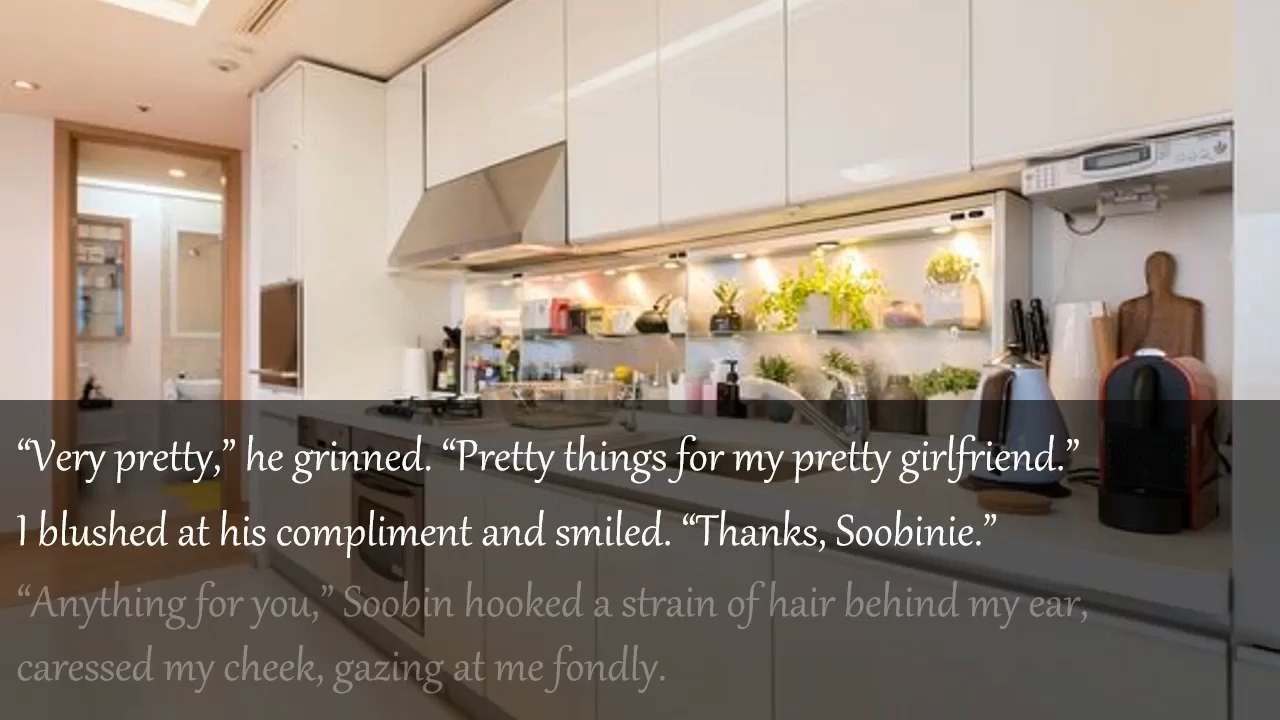 “Very pretty,” he grinned. “Pretty things for my pretty girlfriend.”
I blushed at his compliment and smiled. “Thanks, Soobinie.”
“Anything for you,” Soobin hooked a strain of hair behind my ear,
caressed my cheek, gazing at me fondly.